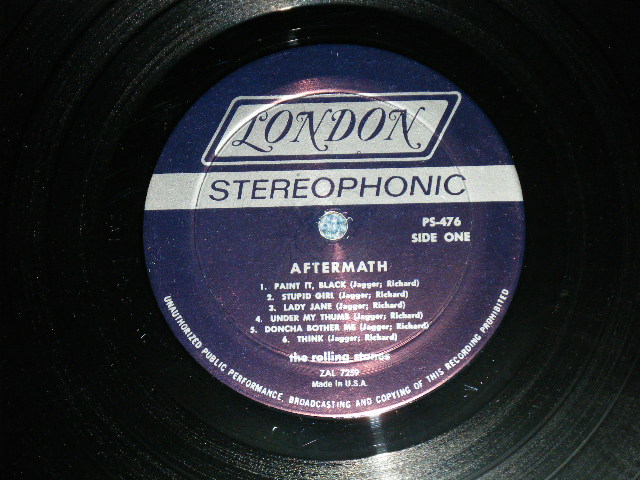 LONDON
STEREOPHONIC
PS-476
SIDE ONE
AFTERMATH
1. PAINT IT, BLACK (Jagger; Richard)
2. STUPID GIRL (Jagger; Richard)
3. LADY JANE (Jagger; Richard)
4. UNDER MY THUMB (Jagger; Richard)
5. DONCHA BOTHER ME (Jagger; Richard)
6. THINK (Jagger; Richard)
the rolling stones
ZAL 7259
Made in U.S.A.
UNAUTHORIZED PUBLIC PERFORMANCE, BROADCASTING AND COPYING OF THIS RECORDING PROHIBITED